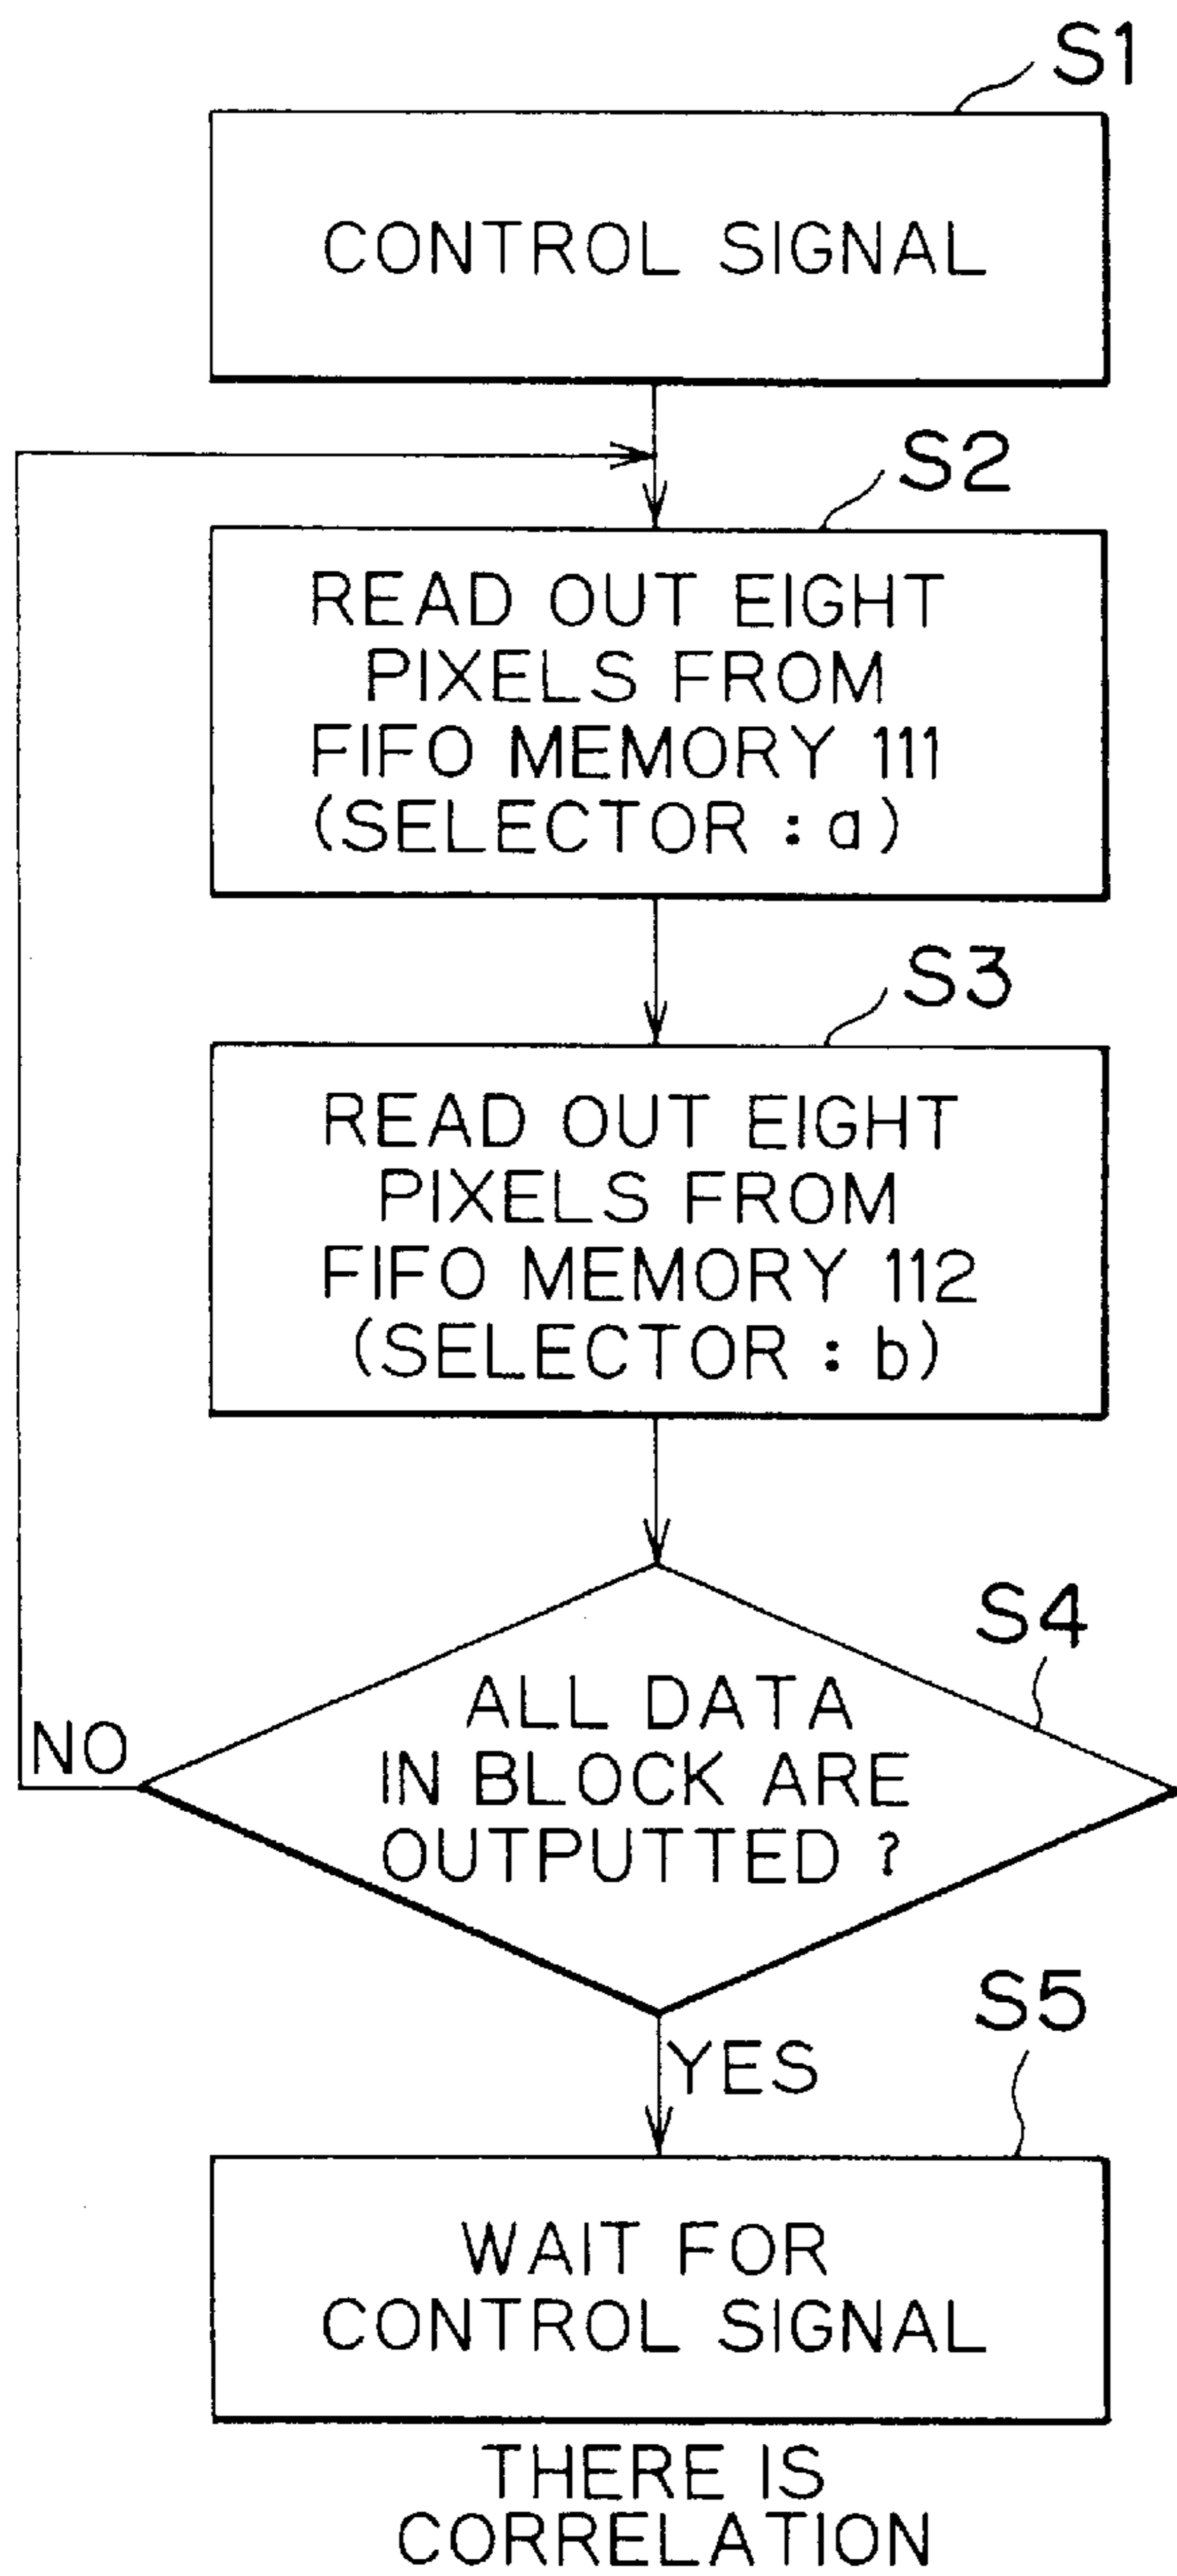 S1
CONTROL SIGNAL
S2
READ OUT EIGHT
PIXELS FROM
FIFO MEMORY 111
(SELECTOR : a)
S3
READ OUT EIGHT
PIXELS FROM
FIFO MEMORY 112
(SELECTOR : b)
S4
ALL DATA
IN BLOCK ARE
OUTPUTTED ?
NO
S5
YES
WAIT FOR
CONTROL SIGNAL
THERE IS
CORRELATION